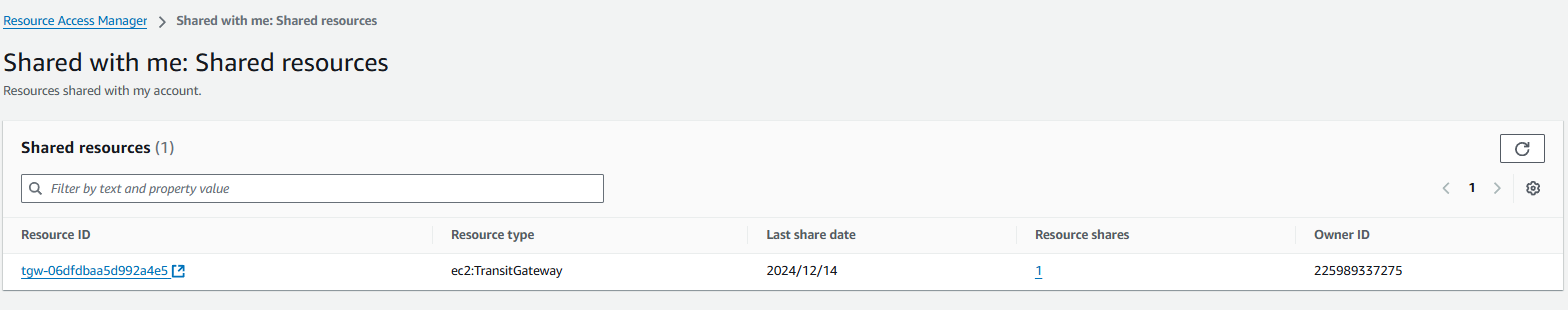 Resource Access Manager > Shared with me: Shared resources
Shared with me: Shared resources
Resources shared with my account.
Shared resources (1)
Filter by text and property value
1
Resource ID Resource type Last share date Resource shares Owner ID
tgw-06dfdbaa5d992a4e5 ec2:TransitGateway 2024/12/14 1 225989337275